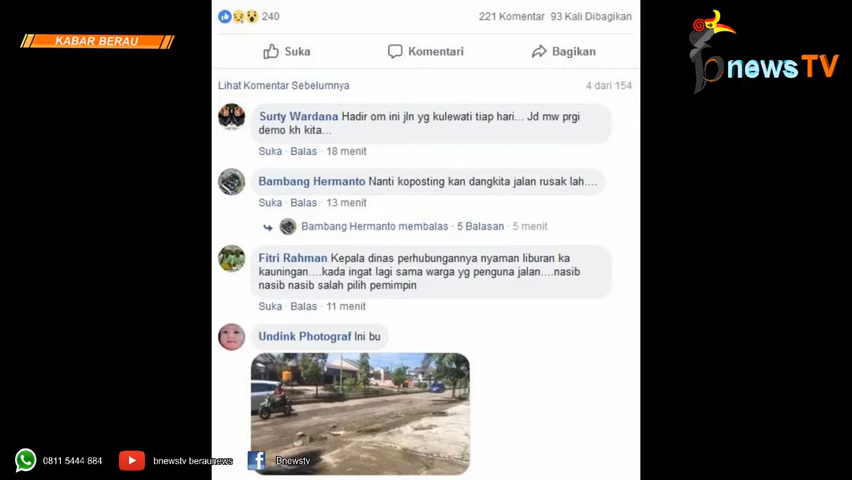 KABAR BERAU
bnewsTV
240
221 Komentar 93 Kali Dibagikan
Suka
Komentari
Bagikan
Lihat Komentar Sebelumnya
4 dari 154
Surty Wardana Hadir om ini jln yg kulewati tiap hari... Jd mw prgi
demo kh kita...
Suka · Balas · 18 menit
Bambang Hermanto Nanti koposting kan dangkita jalan rusak lah....
Suka · Balas · 13 menit
Bambang Hermanto membalas · 5 Balasan · 5 menit
Fitri Rahman Kepala dinas perhubungannya nyaman liburan ka
kauningan....kada ingat lagi sama warga yg penguna jalan....nasib
nasib nasib salah pilih pemimpin
Suka · Balas · 11 menit
Undink Photograf Ini bu
0811 5444 884
bnewstv beraunews
Bnewstv